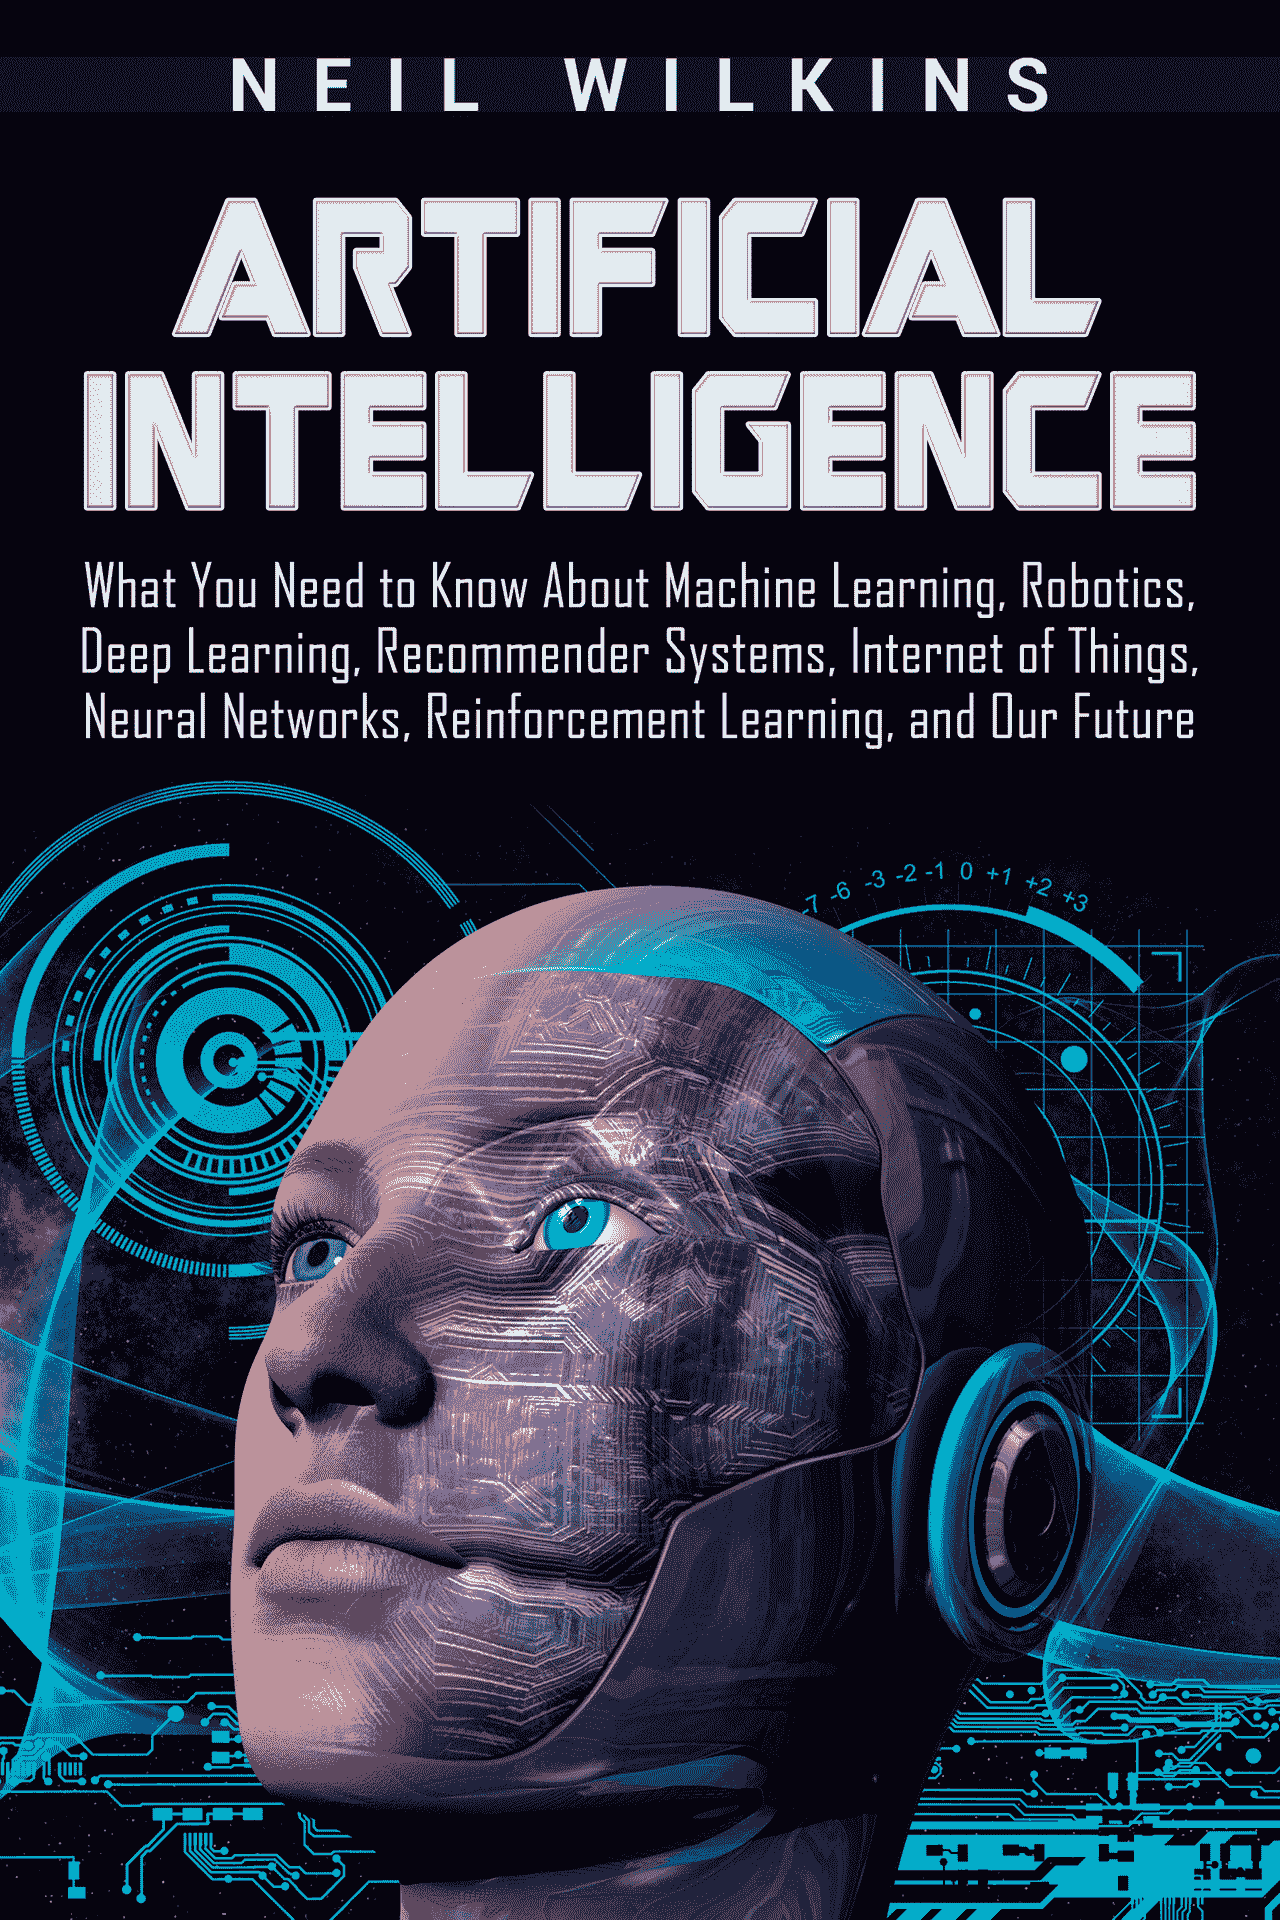 NEIL WILKINS
ARTIFICIAL
INTELLIGENCE
What You Need to Know About Machine Learning, Robotics,
Deep Learning, Recommender Systems, Internet of Things,
Neural Networks, Reinforcement Learning, and Our Future
-7 -6 -3 -2 -1 0 +1 +2 +3